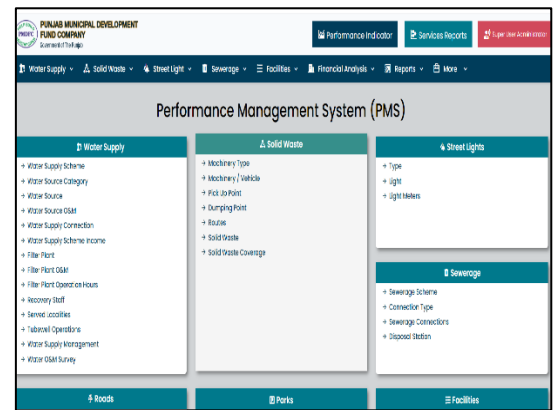 PUNJAB MUNICIPAL DEVELOPMENT
FUND COMPANY
Government of The Punjab
PMDFC
Performance Indicator
Services Reports
Super User Administrator
Water Supply
Solid Waste
Street Light
Sewerage
Facilities
Financial Analysis
Reports
More
Performance Management System (PMS)
Water Supply
→ Water Supply Scheme
→ Water Source Category
→ Water Source
→ Water Source O&M
→ Water Supply Connection
→ Water Supply Scheme Income
→ Filter Plant
→ Filter Plant O&M
→ Filter Plant Operation Hours
→ Recovery Staff
→ Served Localities
→ Tubewell Operations
→ Water Supply Management
→ Water O&M Survey
Solid Waste
→ Machinery Type
→ Machinery / Vehicle
→ Pick Up Point
→ Dumping Point
→ Routes
→ Solid Waste
→ Solid Waste Coverage
Street Lights
→ Type
→ Light
→ Light Meters
Sewerage
→ Sewerage Scheme
→ Connection Type
→ Sewerage Connections
→ Disposal Station
Roads
Parks
Facilities